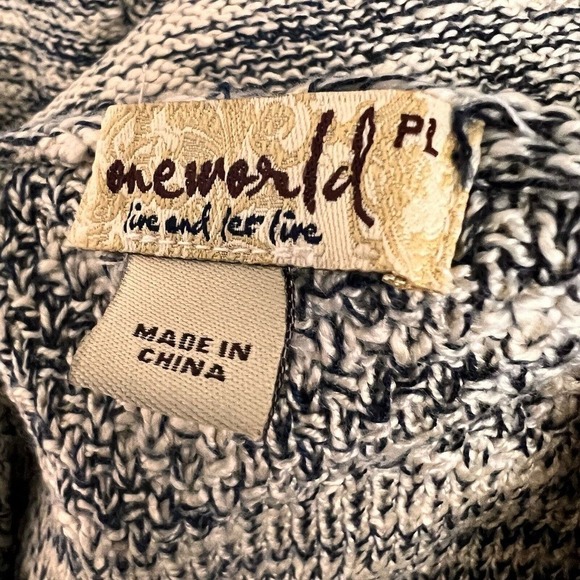 oneworld
PL
live and let live
MADE IN
CHINA